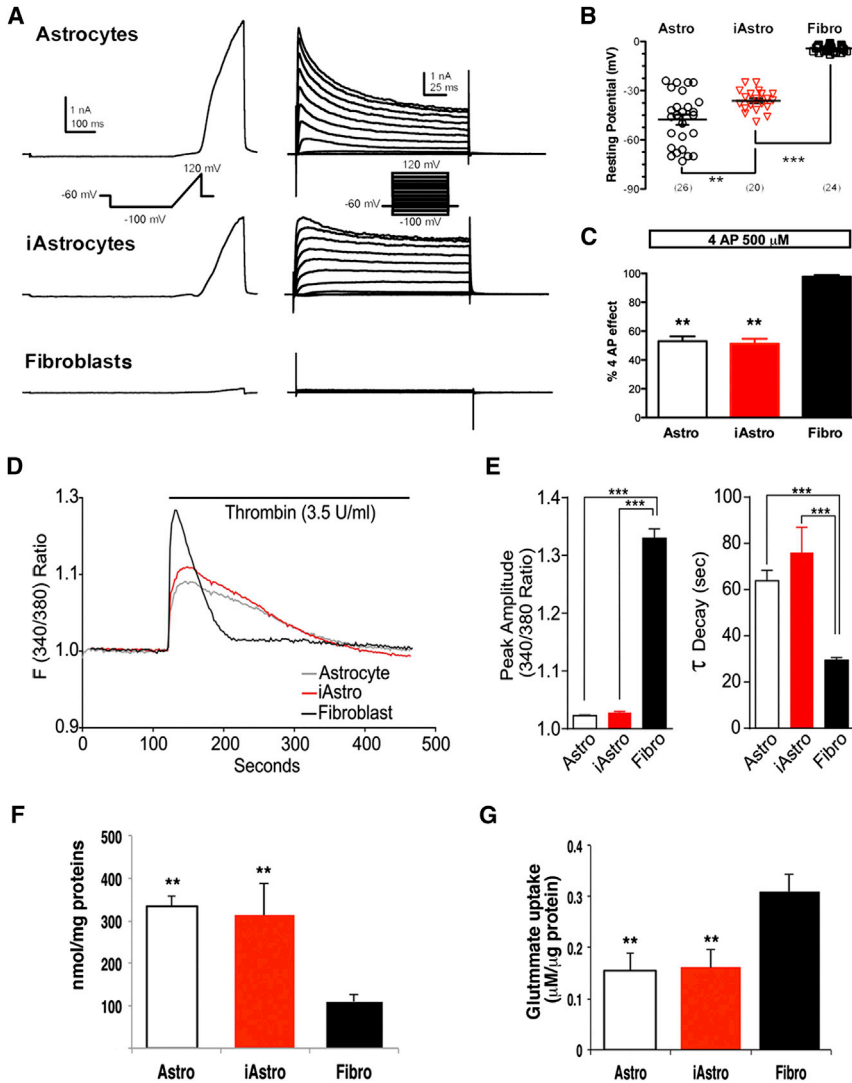 A
Astrocytes
1 nA
100 ms
1 nA
25 ms
120 mV
-60 mV
-100 mV
120 mV
-60 mV
-100 mV
iAstrocytes
Fibroblasts
B
Astro iAstro Fibro
Resting Potential (mV)
0
-30
-60
-90
**
***
(26) (20) (24)
C
4 AP 500 µM
% 4 AP effect
100
80
60
40
20
0
** **
Astro iAstro Fibro
D
F (340/380) Ratio
1.3
1.1
1.0
0.9
Thrombin (3.5 U/ml)
Astrocyte
iAstro
Fibroblast
0 100 200 300 400 500
Seconds
E
Peak Amplitude
(340/380 Ratio)
1.4
1.3
1.2
1.1
1.0
***
***
Astro iAstro Fibro
τ Decay (sec)
100
80
60
40
20
0
***
***
Astro iAstro Fibro
F
nmol/mg proteins
500
400
300
200
100
** **
Astro iAstro Fibro
G
Glutmmate uptake
(µM/µg protein)
0.4
0.3
0.2
0.1
0
** **
Astro iAstro Fibro